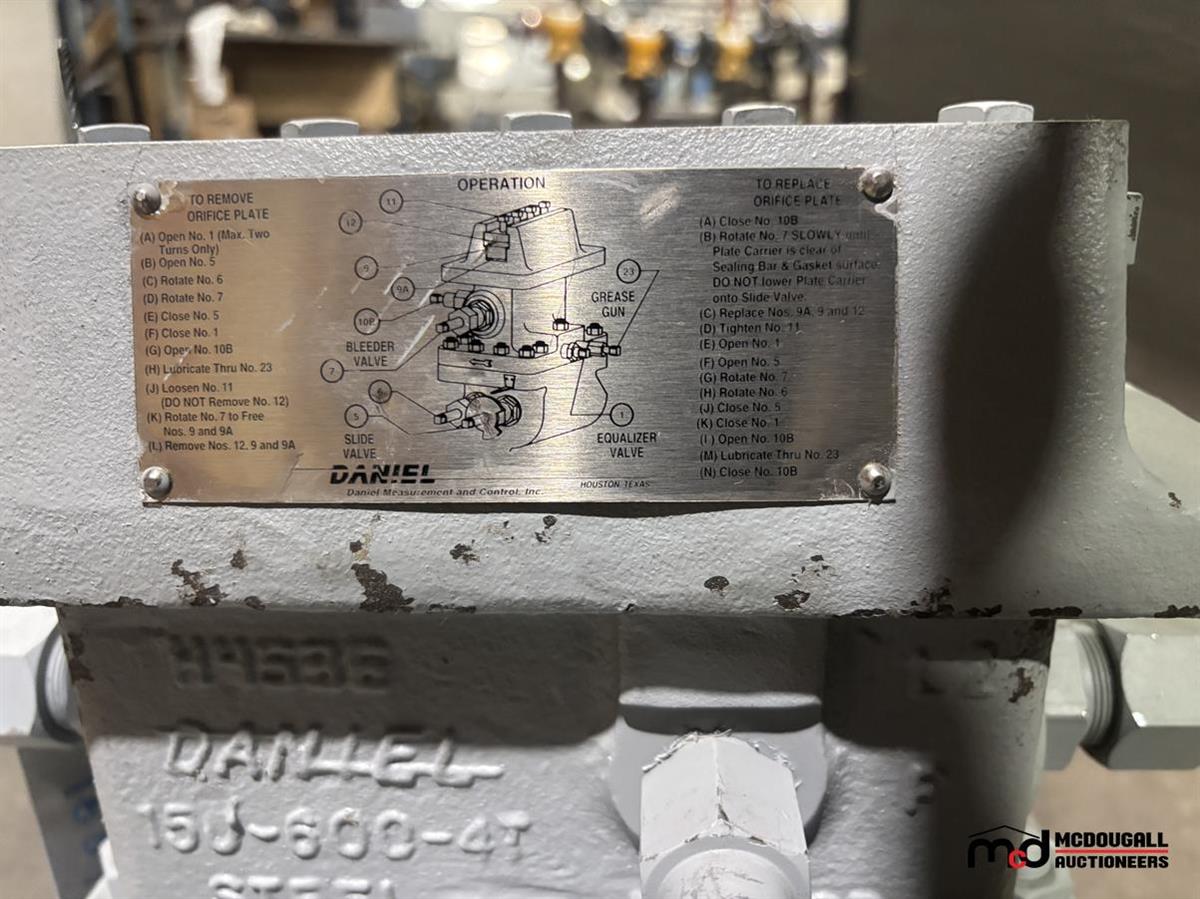 OPERATION
TO REMOVE
ORIFICE PLATE
(A) Open No. 1 (Max. Two
Turns Only)
(B) Open No. 5
(C) Rotate No. 6
(D) Rotate No. 7
(E) Close No. 5
(F) Close No. 1
(G) Open No. 10B
(H) Lubricate Thru No. 23
(J) Loosen No. 11
(DO NOT Remove No. 12)
(K) Rotate No. 7 to Free
Nos. 9 and 9A
(L) Remove Nos. 12, 9 and 9A
11
12
9
9A
10B
BLEEDER
VALVE
7
6
5
SLIDE
VALVE
23
GREASE
GUN
1
EQUALIZER
VALVE
DANIEL
Daniel Measurement and Control, Inc.
HOUSTON TEXAS
TO REPLACE
ORIFICE PLATE
(A) Close No. 10B
(B) Rotate No. 7 SLOWLY until
Plate Carrier is clear of
Sealing Bar & Gasket surface
DO NOT lower Plate Carrier
onto Slide Valve.
(C) Replace Nos. 9A, 9 and 12
(D) Tighten No. 11
(E) Open No. 1
(F) Open No. 5
(G) Rotate No. 7
(H) Rotate No. 6
(J) Close No. 5
(K) Close No. 1
(L) Open No. 10B
(M) Lubricate Thru No. 23
(N) Close No. 10B
DANIEL
150-600-4T
STEEL
mcd MCDOUGALL
AUCTIONEERS